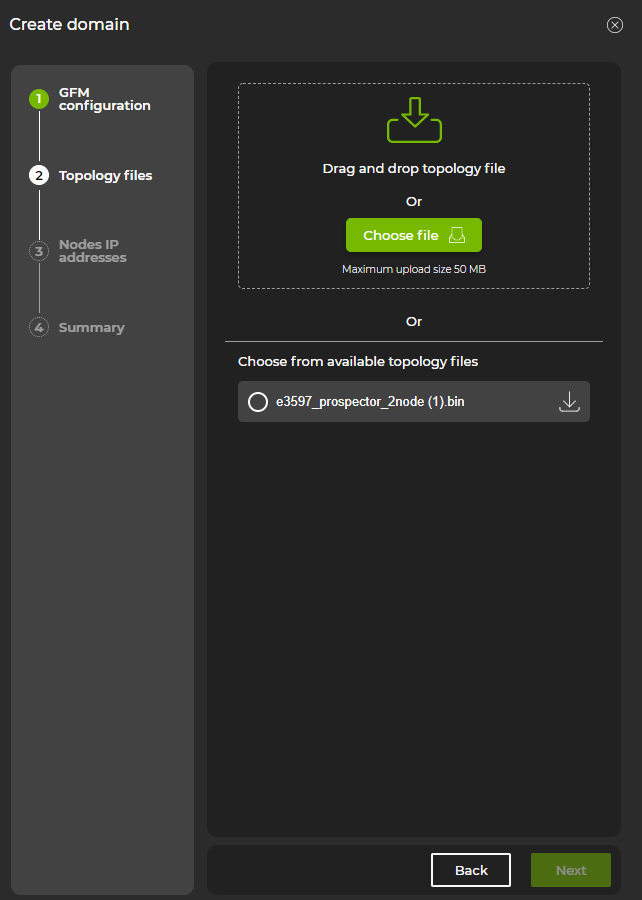 Create domain
1
GFM
configuration
2
Topology files
3
Nodes IP
addresses
4
Summary
Drag and drop topology file
Or
Choose file
Maximum upload size 50 MB
Or
Choose from available topology files
e3597_prospector_2node (1).bin
Back
Next